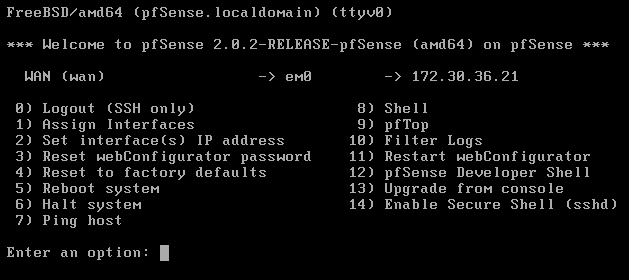 FreeBSD/amd64 (pfSense.localdomain) (ttyv0)
*** Welcome to pfSense 2.0.2-RELEASE-pfSense (amd64) on pfSense ***
WAN (wan) -> em0 -> 172.30.36.21
0) Logout (SSH only) 8) Shell
1) Assign Interfaces 9) pfTop
2) Set interface(s) IP address 10) Filter Logs
3) Reset webConfigurator password 11) Restart webConfigurator
4) Reset to factory defaults 12) pfSense Developer Shell
5) Reboot system 13) Upgrade from console
6) Halt system 14) Enable Secure Shell (sshd)
7) Ping host
Enter an option: